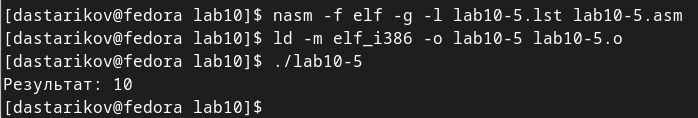 [dastarikov@fedora lab10]$ nasm -f elf -g -l lab10-5.lst lab10-5.asm
[dastarikov@fedora lab10]$ ld -m elf_i386 -o lab10-5 lab10-5.o
[dastarikov@fedora lab10]$ ./lab10-5
Результат: 10
[dastarikov@fedora lab10]$